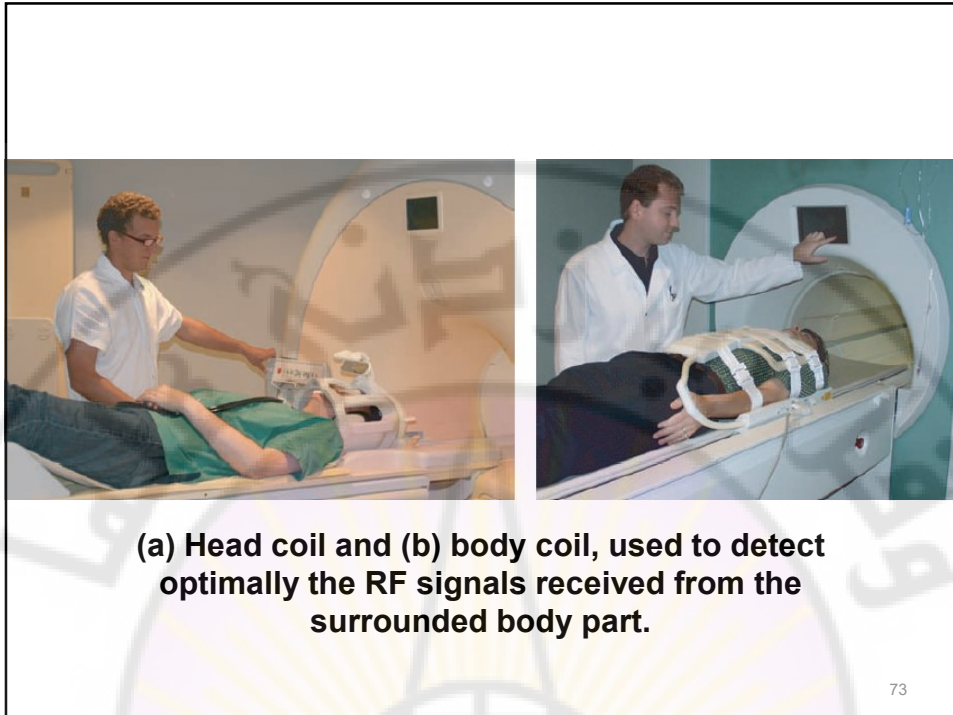 (a) Head coil and (b) body coil, used to detect
optimally the RF signals received from the
surrounded body part.
73